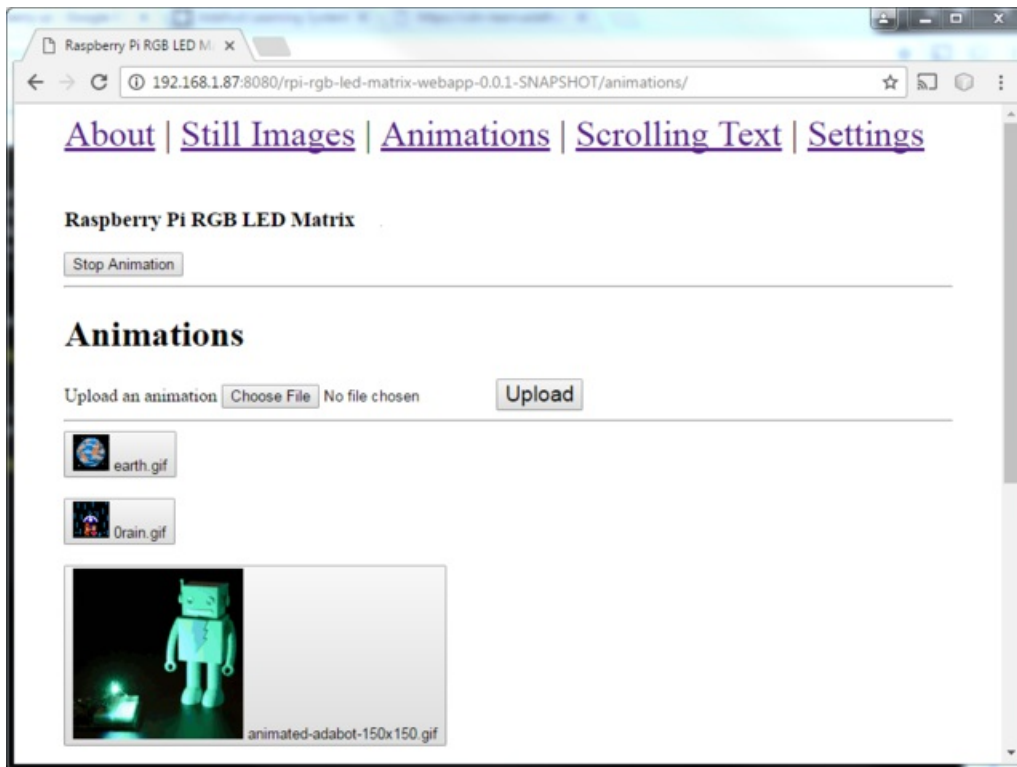 Raspberry Pi RGB LED M
192.168.1.87:8080/rpi-rgb-led-matrix-webapp-0.0.1-SNAPSHOT/animations/
About | Still Images | Animations | Scrolling Text | Settings
Raspberry Pi RGB LED Matrix
Stop Animation
Animations
Upload an animation Choose File No file chosen Upload
earth.gif
0rain.gif
animated-adabot-150x150.gif